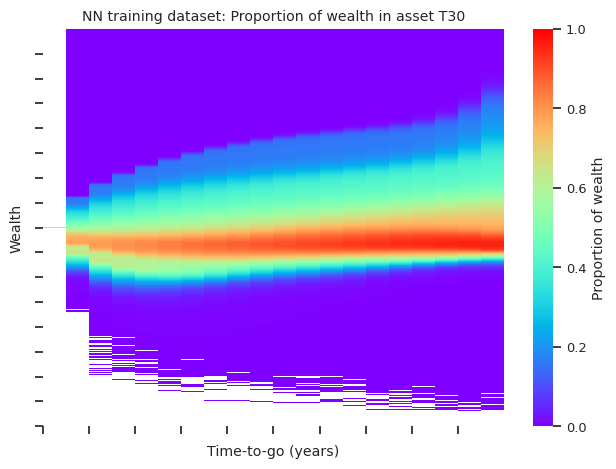 NN training dataset: Proportion of wealth in asset T30
Wealth
Time-to-go (years)
1.0
0.8
0.6
0.4
0.2
0.0
Proportion of wealth